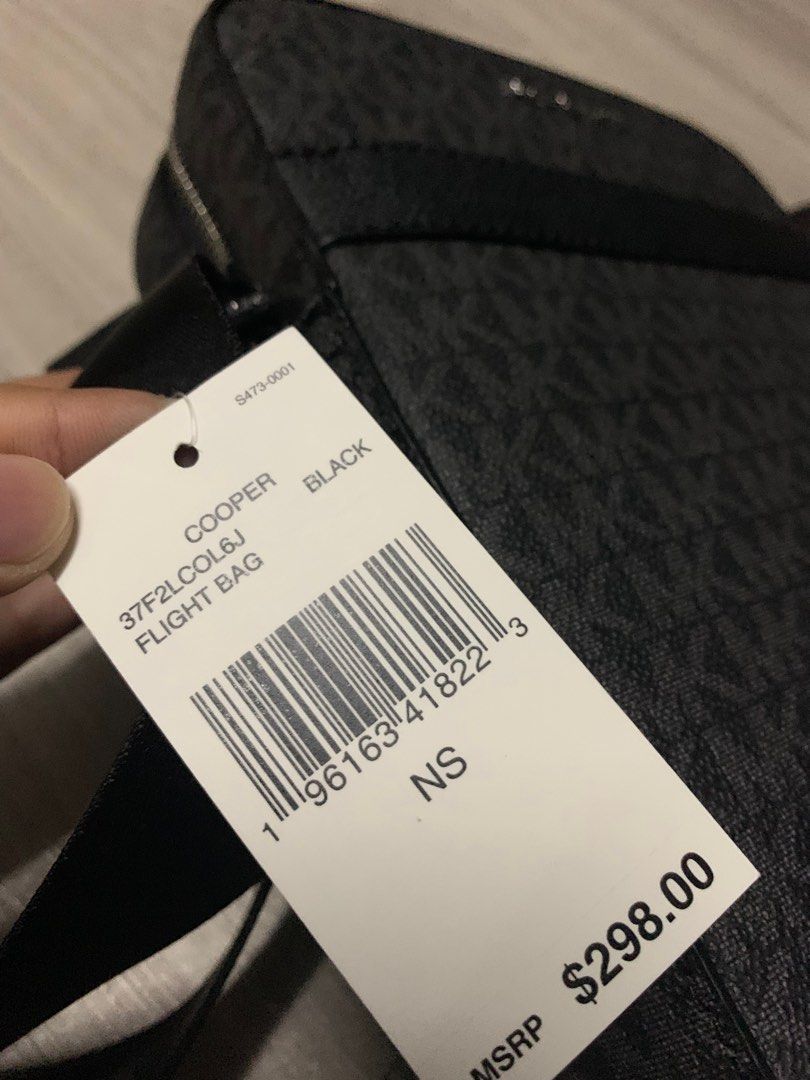 S473-0001
COOPER BLACK
37F2LCOL6J
FLIGHT BAG
1 96163 41822 3
NS
MSRP $298.00